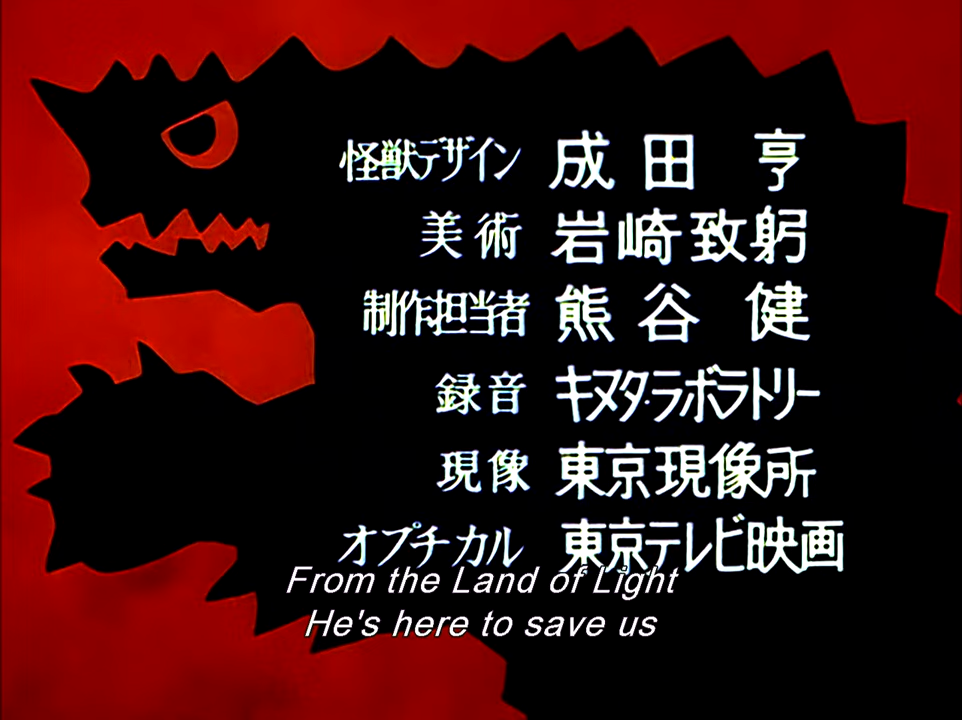 怪獣デザイン 成田 亨
美術 岩崎致躬
制作担当者 熊谷 健
録音 キヌタ・ラボラトリー
現像 東京現像所
オプチカル 東京テレビ映画
From the Land of Light
He's here to save us